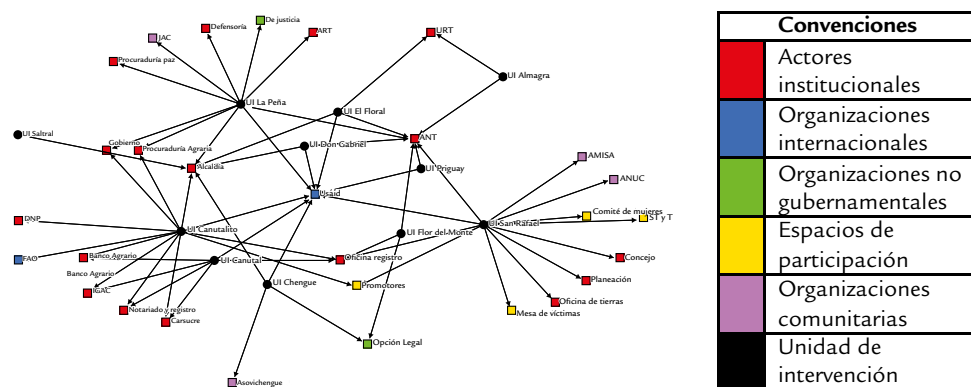 De justicia
Defensoría
ART
URT
JAC
Procuraduría paz
UI Almagra
UI La Peña
UI El Floral
UI Saltral
ANT
Gobierno
Procuraduría Agraria
UI Don Gabriel
AMISA
Alcaldía
UI Priguay
ANUC
Usaid
Comité de mujeres
ST y T
DNP
UI Canutalito
UI Flor del Monte
UI San Rafael
FAO
Banco Agrario
UI Canutal
Oficina registro
Concejo
Banco Agrario
UI Chengue
Promotores
Planeación
IGAC
Notariado y registro
Oficina de tierras
Mesa de víctimas
Carsucre
Opción Legal
Asovichengue
Convenciones
Actores
institucionales
Organizaciones
internacionales
Organizaciones no
gubernamentales
Espacios de
participación
Organizaciones
comunitarias
Unidad de
intervención